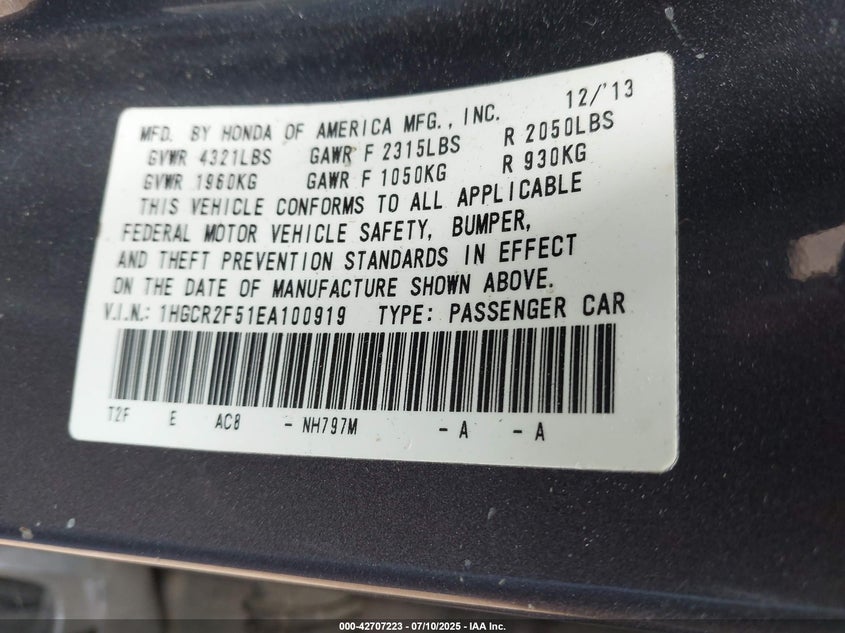 MFD. BY HONDA OF AMERICA MFG., INC. 12/'13
GVWR 4321LBS GAWR F 2315LBS R 2050LBS
GVWR 1960KG GAWR F 1050KG R 930KG
THIS VEHICLE CONFORMS TO ALL APPLICABLE
FEDERAL MOTOR VEHICLE SAFETY, BUMPER,
AND THEFT PREVENTION STANDARDS IN EFFECT
ON THE DATE OF MANUFACTURE SHOWN ABOVE.
V.I.N.: 1HGCR2F51EA100919 TYPE: PASSENGER CAR
T2F E AC8 - NH797M - A - A
000-42707223 - 07/10/2025 - IAA Inc.